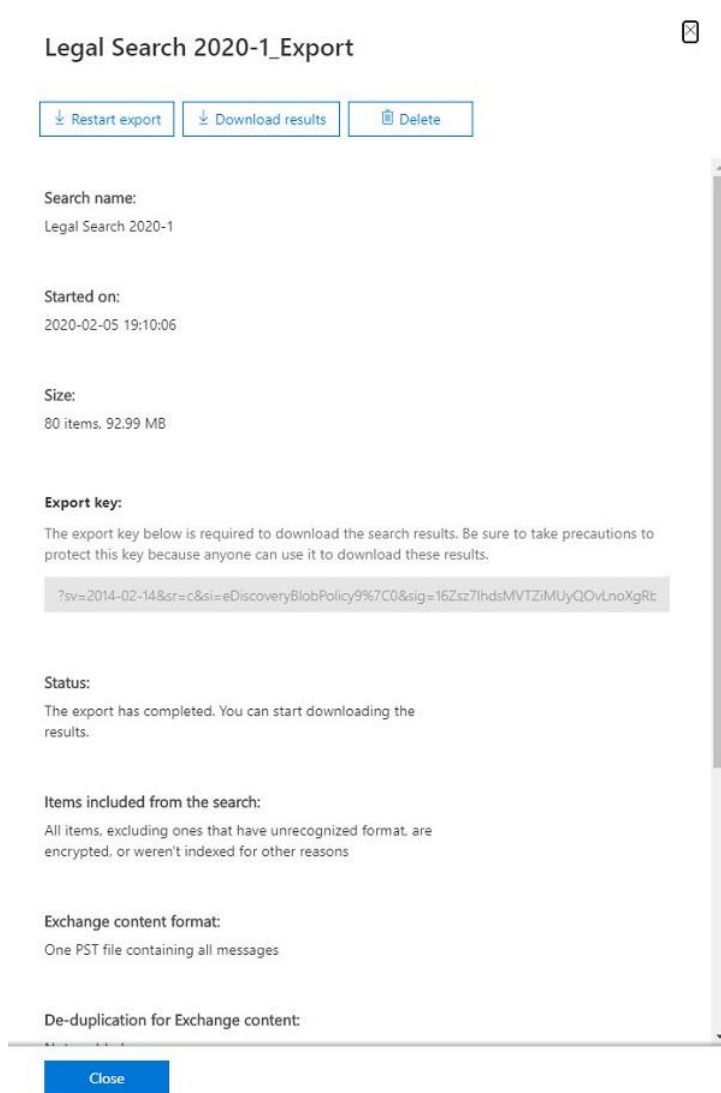 Legal Search 2020-1_Export
Restart export
Download results
Delete
Search name:
Legal Search 2020-1
Started on:
2020-02-05 19:10:06
Size:
80 items, 92.99 MB
Export key:
The export key below is required to download the search results. Be sure to take precautions to
protect this key because anyone can use it to download these results.
?sv=2014-02-14&sr=c&si=eDiscoveryBlobPolicy9%7C0&sig=16Zsz7IhdsMVTZiMUyQOvLnoXgRb
Status:
The export has completed. You can start downloading the
results.
Items included from the search:
All items, excluding ones that have unrecognized format, are
encrypted, or weren't indexed for other reasons
Exchange content format:
One PST file containing all messages
De-duplication for Exchange content:
Close